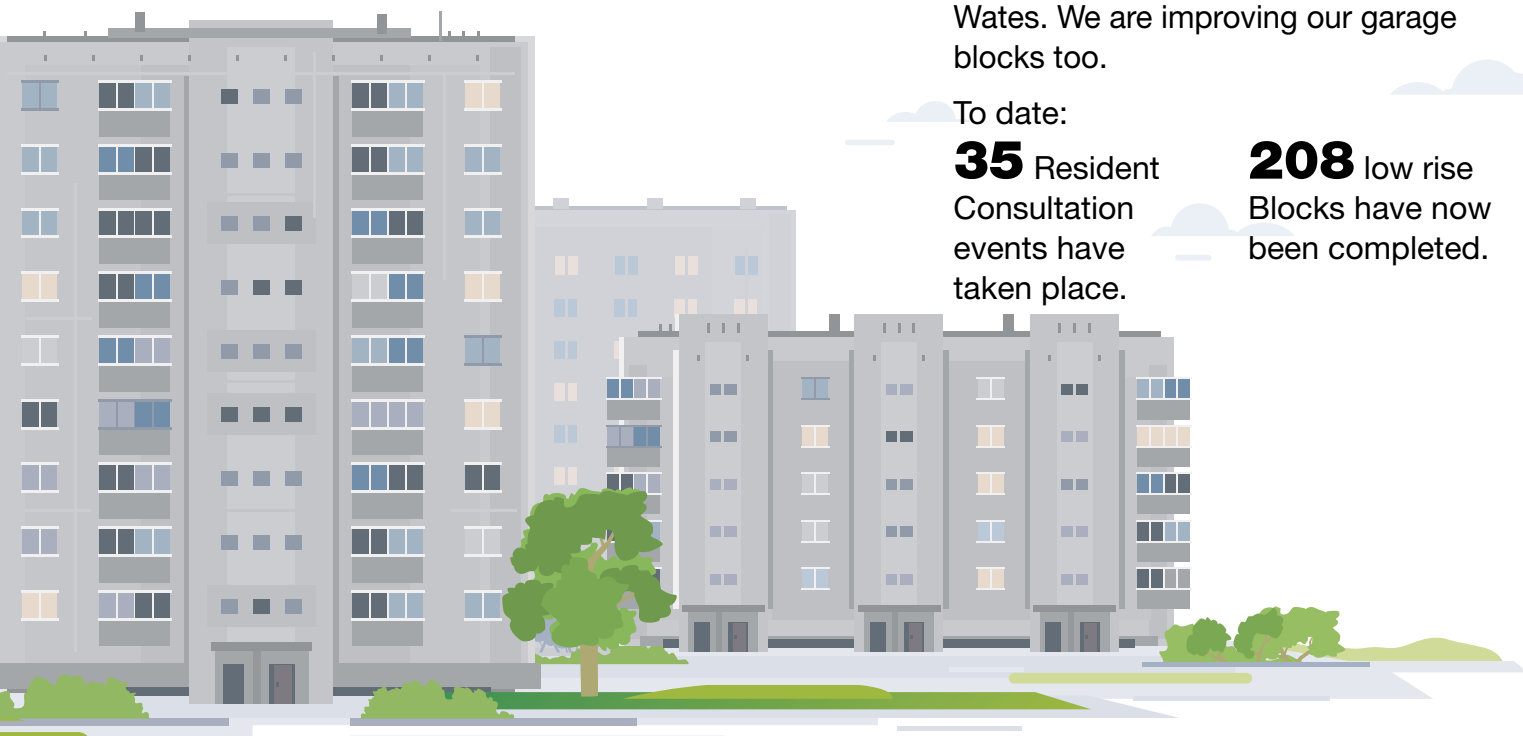 Wates. We are improving our garage
blocks too.
To date:
35 Resident
Consultation
events have
taken place.
208 low rise
Blocks have now
been completed.